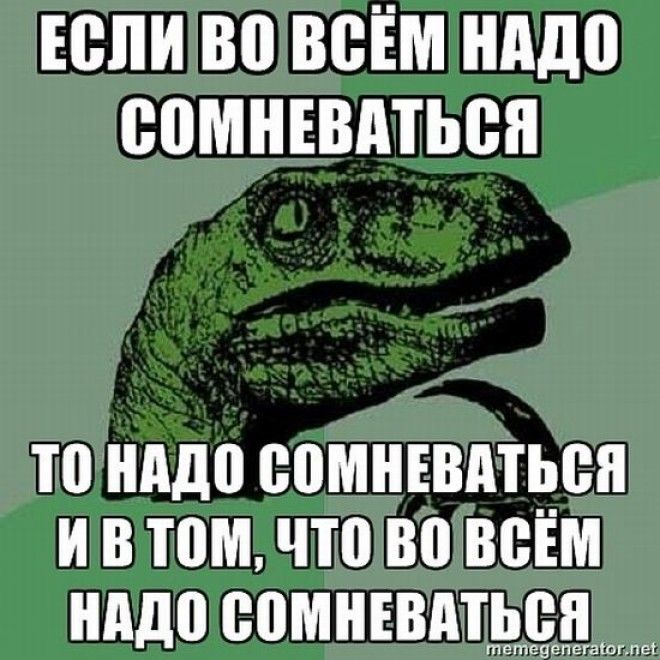 ЕСЛИ ВО ВСЁМ НАДО
СОМНЕВАТЬСЯ
ТО НАДО СОМНЕВАТЬСЯ
И В ТОМ, ЧТО ВО ВСЁМ
НАДО СОМНЕВАТЬСЯ
memegenerator.net